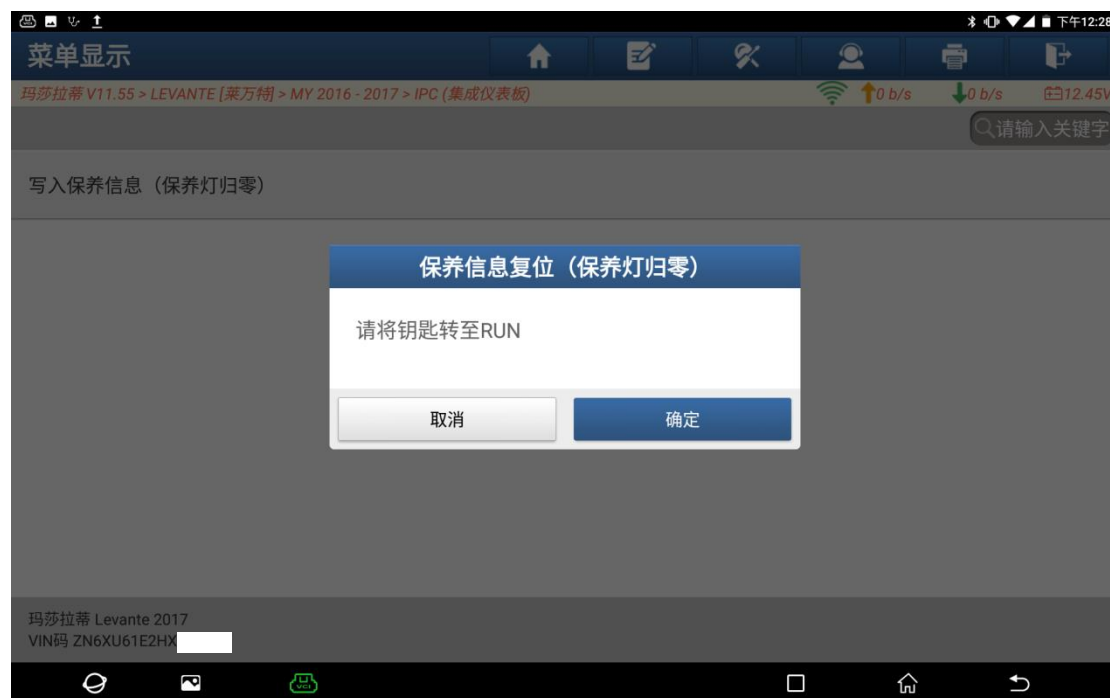 下午12:28
菜单显示
玛莎拉蒂 V11.55 > LEVANTE [莱万特] > MY 2016 - 2017 > IPC (集成仪表板)
0 b/s
0 b/s
12.45V
请输入关键字
写入保养信息（保养灯归零）
保养信息复位（保养灯归零）
请将钥匙转至RUN
取消
确定
玛莎拉蒂 Levante 2017
VIN码 ZN6XU61E2HX
VCI